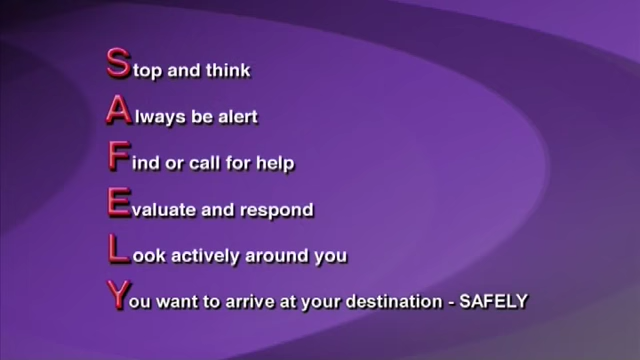 Stop and think
Always be alert
Find or call for help
Evaluate and respond
Look actively around you
You want to arrive at your destination - SAFELY